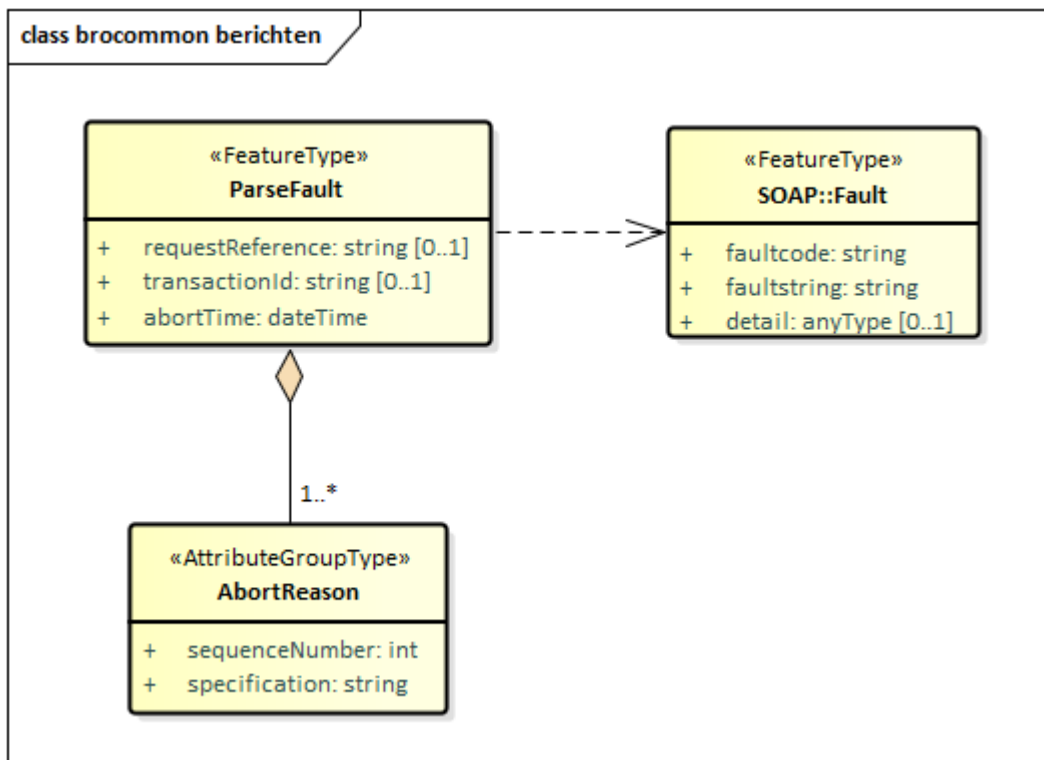 class brocommon berichten
«FeatureType»
ParseFault
+ requestReference: string [0..1]
+ transactionId: string [0..1]
+ abortTime: dateTime
«FeatureType»
SOAP::Fault
+ faultcode: string
+ faultstring: string
+ detail: anyType [0..1]
1..*
«AttributeGroupType»
AbortReason
+ sequenceNumber: int
+ specification: string